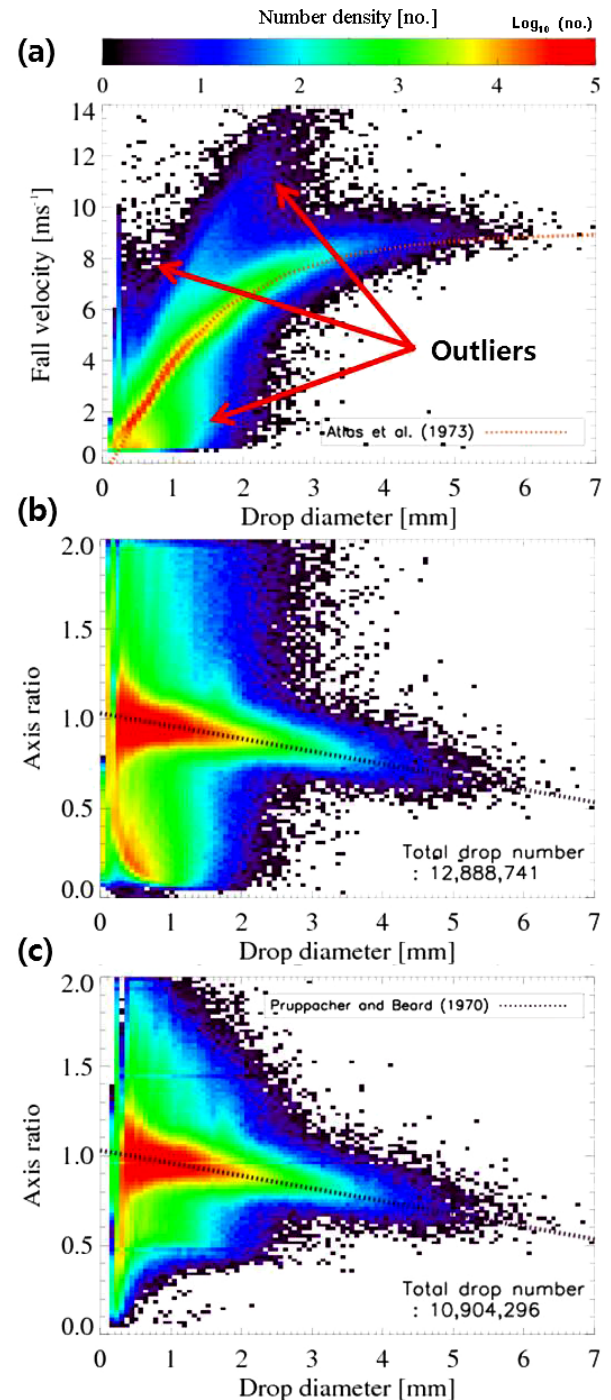 Number density [no.]
Log₁₀ (no.)
(a)
0 1 2 3 4 5
14
12
10
8
6
4
2
0
Fall velocity [ms⁻¹]
Outliers
Atlas et al. (1973)
0 1 2 3 4 5 6 7
Drop diameter [mm]
(b)
2.0
1.5
1.0
0.5
0.0
Axis ratio
Total drop number
: 12,888,741
0 1 2 3 4 5 6 7
Drop diameter [mm]
(c)
2.0
1.5
1.0
0.5
0.0
Axis ratio
Pruppacher and Beard (1970)
Total drop number
: 10,904,296
0 1 2 3 4 5 6 7
Drop diameter [mm]